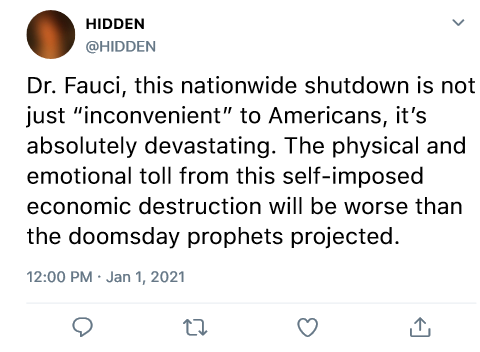 HIDDEN
@HIDDEN
Dr. Fauci, this nationwide shutdown is not
just “inconvenient” to Americans, it’s
absolutely devastating. The physical and
emotional toll from this self-imposed
economic destruction will be worse than
the doomsday prophets projected.
12:00 PM · Jan 1, 2021